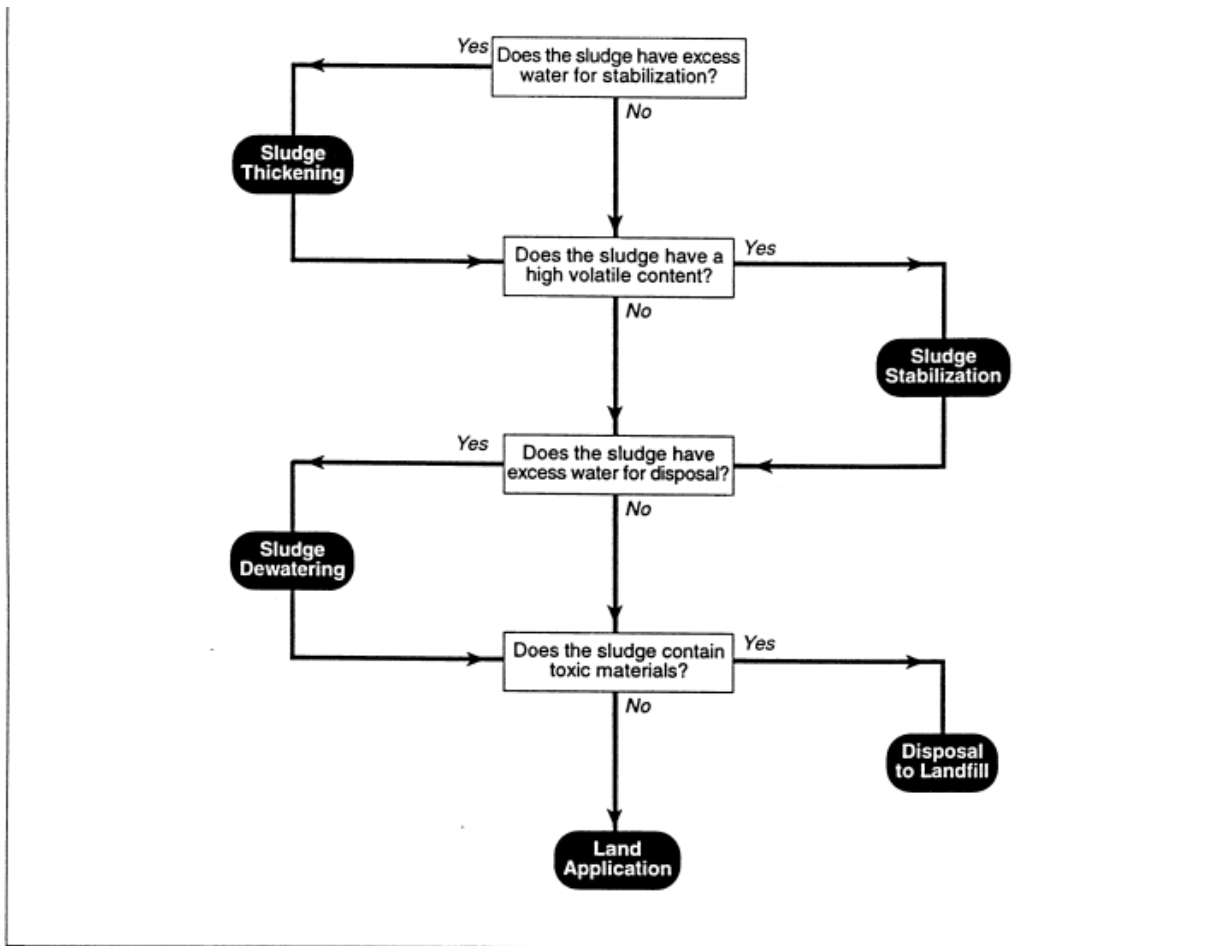 Yes
Does the sludge have excess
water for stabilization?
No
Sludge
Thickening
Does the sludge have a
high volatile content?
Yes
No
Sludge
Stabilization
Yes
Does the sludge have
excess water for disposal?
No
Sludge
Dewatering
Does the sludge contain
toxic materials?
Yes
No
Disposal
to Landfill
Land
Application